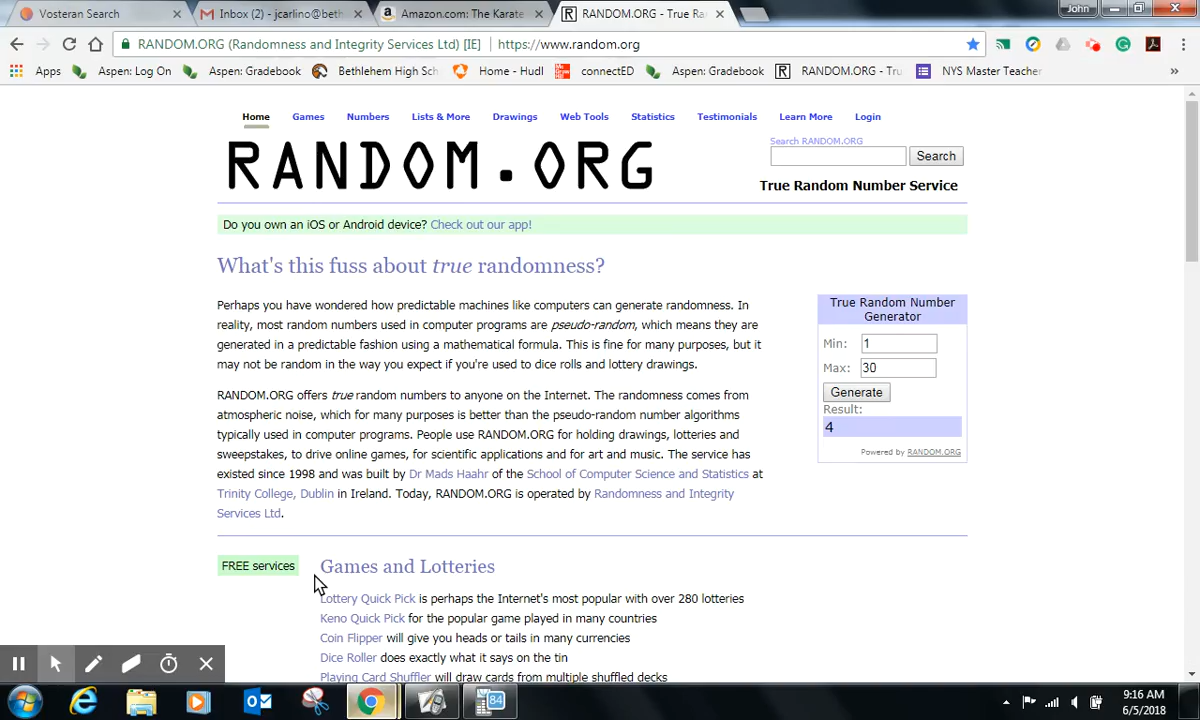 Vosteran Search
Inbox (2) - jcarlino@beth
Amazon.com: The Karate
RANDOM.ORG - True Ra
John
RANDOM.ORG (Randomness and Integrity Services Ltd) [IE]
https://www.random.org
Apps
Aspen: Log On
Aspen: Gradebook
Bethlehem High Sch
Home - Hudl
connectED
Aspen: Gradebook
RANDOM.ORG - Tru
NYS Master Teacher
»
Home
Games
Numbers
Lists & More
Drawings
Web Tools
Statistics
Testimonials
Learn More
Login
RANDOM.ORG
Search RANDOM.ORG
Search
True Random Number Service
Do you own an iOS or Android device? Check out our app!
What's this fuss about true randomness?
Perhaps you have wondered how predictable machines like computers can generate randomness. In
reality, most random numbers used in computer programs are pseudo-random, which means they are
generated in a predictable fashion using a mathematical formula. This is fine for many purposes, but it
may not be random in the way you expect if you're used to dice rolls and lottery drawings.
RANDOM.ORG offers true random numbers to anyone on the Internet. The randomness comes from
atmospheric noise, which for many purposes is better than the pseudo-random number algorithms
typically used in computer programs. People use RANDOM.ORG for holding drawings, lotteries and
sweepstakes, to drive online games, for scientific applications and for art and music. The service has
existed since 1998 and was built by Dr Mads Haahr of the School of Computer Science and Statistics at
Trinity College, Dublin in Ireland. Today, RANDOM.ORG is operated by Randomness and Integrity
Services Ltd.
True Random Number
Generator
Min: 1
Max: 30
Generate
Result:
4
Powered by RANDOM.ORG
FREE services
Games and Lotteries
Lottery Quick Pick is perhaps the Internet's most popular with over 280 lotteries
Keno Quick Pick for the popular game played in many countries
Coin Flipper will give you heads or tails in many currencies
Dice Roller does exactly what it says on the tin
Playing Card Shuffler will draw cards from multiple shuffled decks
84
9:16 AM
6/5/2018